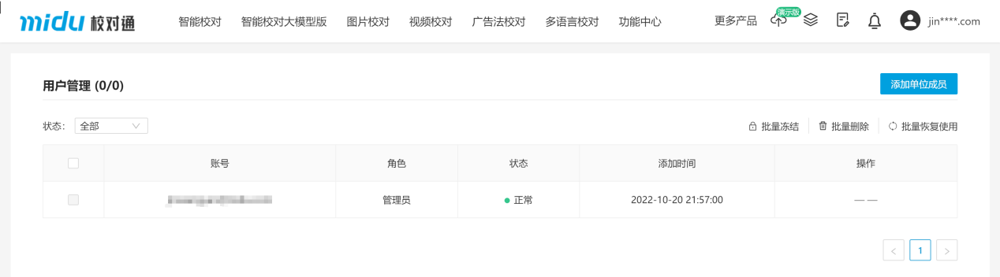 midu 校对通 智能校对 智能校对大模型版 图片校对 视频校对 广告法校对 多语言校对 功能中心 更多产品 演示版 jin****.com
用户管理 (0/0) 添加单位成员
状态： 全部 批量冻结 批量删除 批量恢复使用
账号 角色 状态 添加时间 操作
管理员 正常 2022-10-20 21:57:00 — —
< 1 >